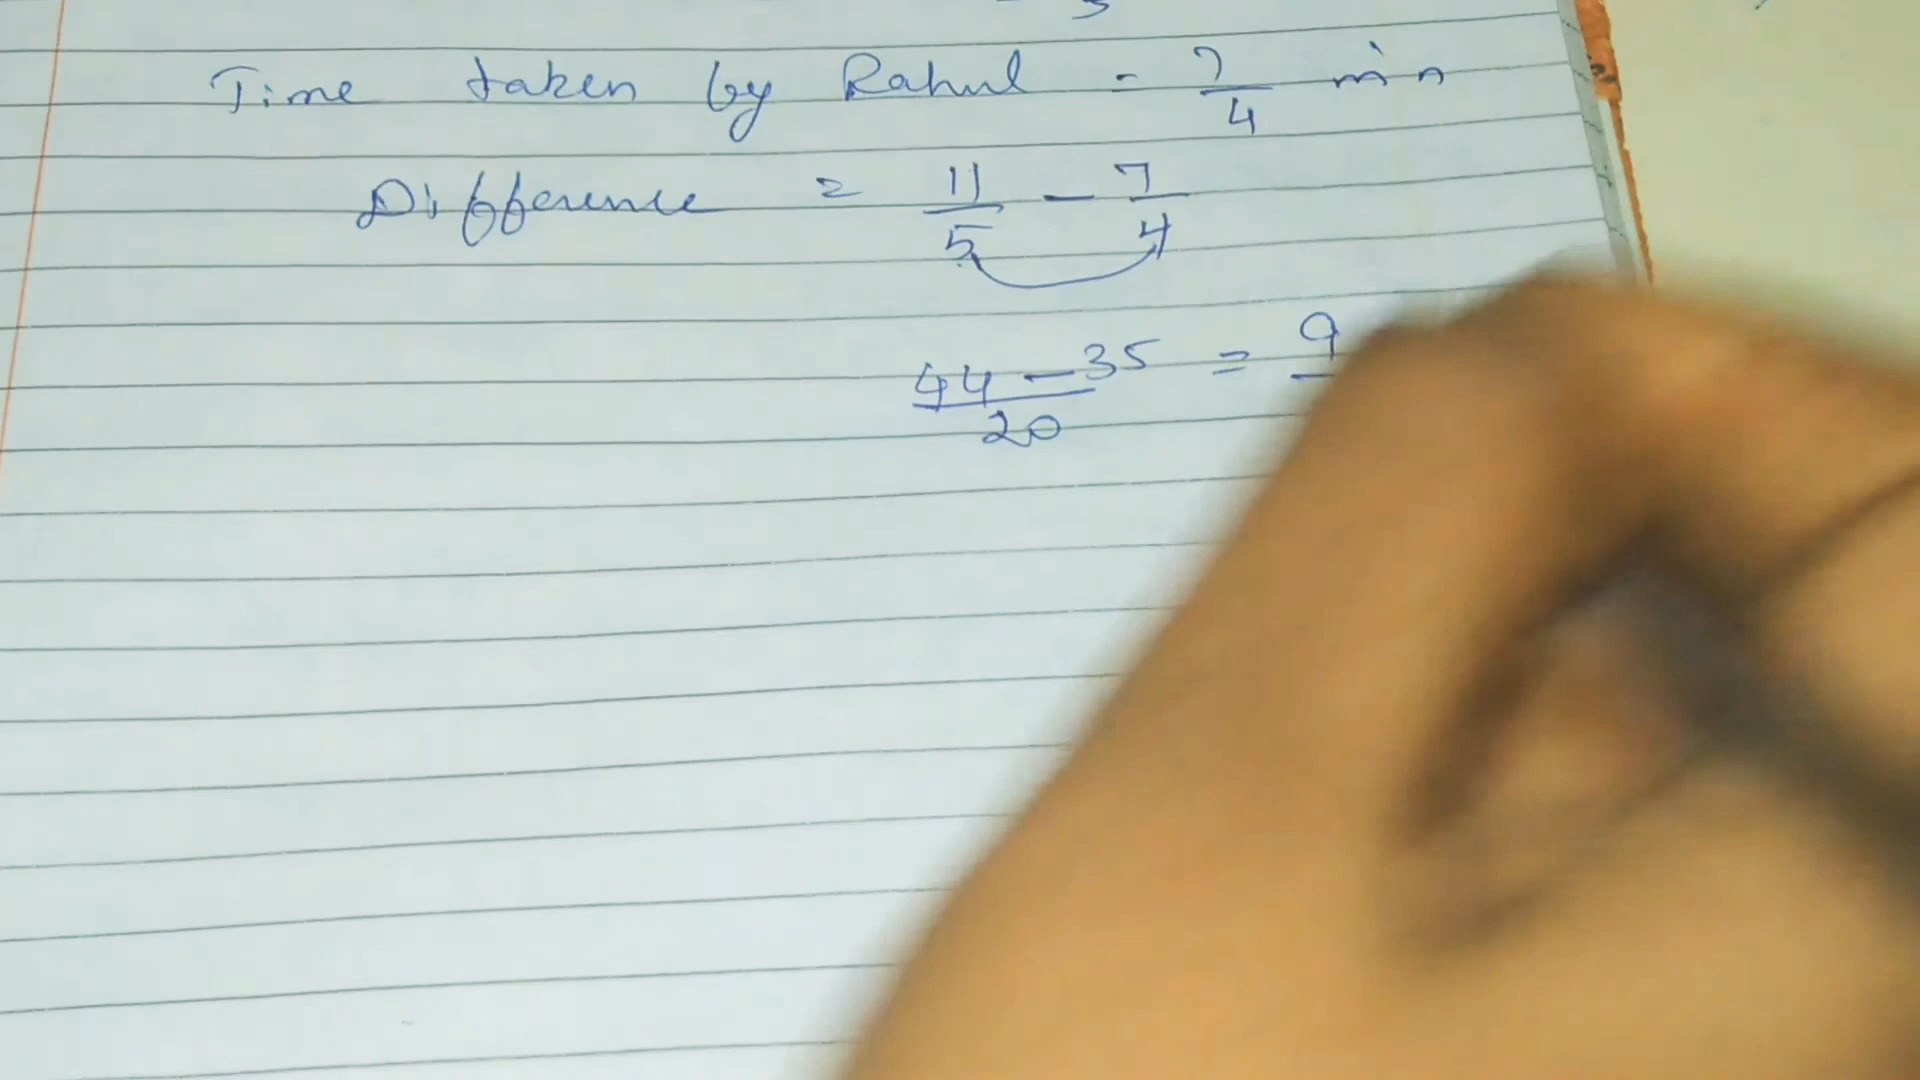 Time taken by Rahul = 7/4 min
Difference = 11/5 - 7/4
44 - 35/20 = 9